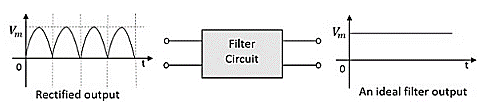 Vm
0
t
Rectified output
Filter
Circuit
Vm
0
t
An ideal filter output